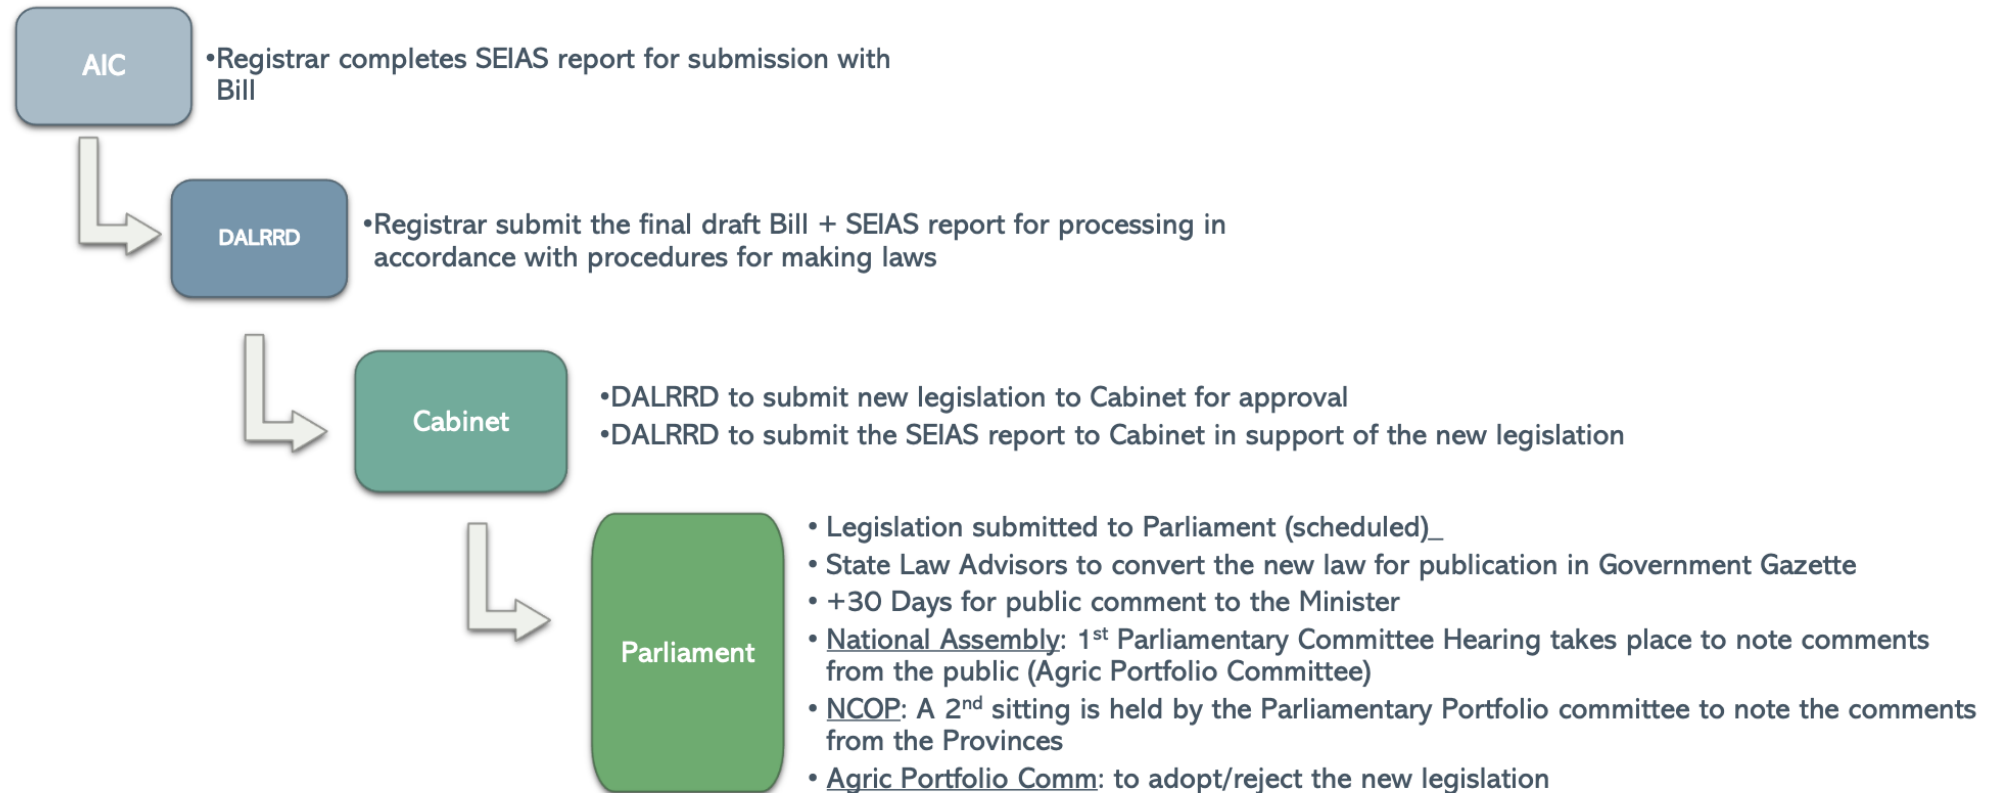 AIC
•Registrar completes SEIAS report for submission with
Bill
DALRRD
•Registrar submit the final draft Bill + SEIAS report for processing in
accordance with procedures for making laws
Cabinet
•DALRRD to submit new legislation to Cabinet for approval
•DALRRD to submit the SEIAS report to Cabinet in support of the new legislation
Parliament
• Legislation submitted to Parliament (scheduled)_
• State Law Advisors to convert the new law for publication in Government Gazette
• +30 Days for public comment to the Minister
• National Assembly: 1st Parliamentary Committee Hearing takes place to note comments
from the public (Agric Portfolio Committee)
• NCOP: A 2nd sitting is held by the Parliamentary Portfolio committee to note the comments
from the Provinces
• Agric Portfolio Comm: to adopt/reject the new legislation